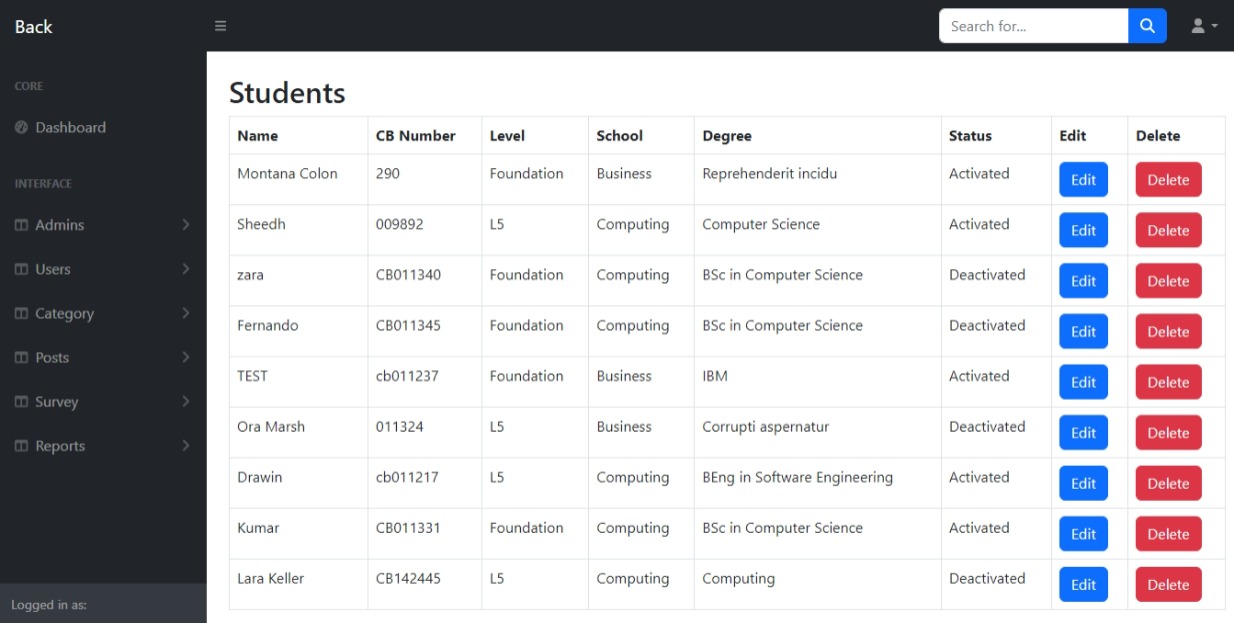 Back
Search for...
CORE
Dashboard
INTERFACE
Admins
Users
Category
Posts
Survey
Reports
Logged in as:
Students
Name CB Number Level School Degree Status Edit Delete
Montana Colon 290 Foundation Business Reprehenderit incidu Activated Edit Delete
Sheedh 009892 L5 Computing Computer Science Activated Edit Delete
zara CB011340 Foundation Computing BSc in Computer Science Deactivated Edit Delete
Fernando CB011345 Foundation Computing BSc in Computer Science Deactivated Edit Delete
TEST cb011237 Foundation Business IBM Activated Edit Delete
Ora Marsh 011324 L5 Business Corrupti aspernatur Deactivated Edit Delete
Drawin cb011217 L5 Computing BEng in Software Engineering Activated Edit Delete
Kumar CB011331 Foundation Computing BSc in Computer Science Activated Edit Delete
Lara Keller CB142445 L5 Computing Computing Deactivated Edit Delete